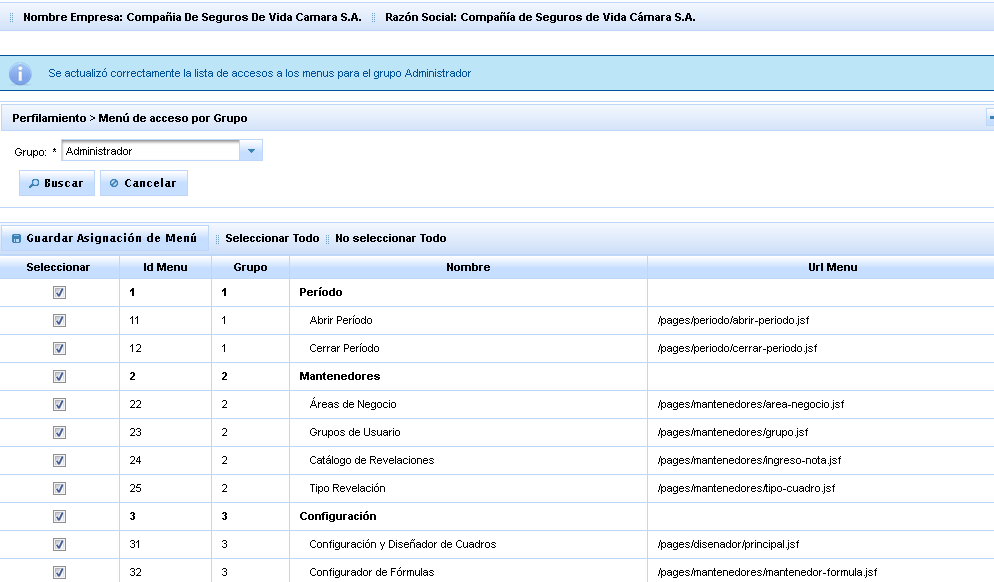 Nombre Empresa: Compañia De Seguros De Vida Camara S.A. Razón Social: Compañía de Seguros de Vida Cámara S.A.
Se actualizó correctamente la lista de accesos a los menus para el grupo Administrador
Perfilamiento > Menú de acceso por Grupo
Grupo: * Administrador
Buscar Cancelar
Guardar Asignación de Menú Seleccionar Todo No seleccionar Todo
Seleccionar Id Menu Grupo Nombre Url Menu
1 1 Período
11 1 Abrir Período /pages/periodo/abrir-periodo.jsf
12 1 Cerrar Período /pages/periodo/cerrar-periodo.jsf
2 2 Mantenedores
22 2 Áreas de Negocio /pages/mantenedores/area-negocio.jsf
23 2 Grupos de Usuario /pages/mantenedores/grupo.jsf
24 2 Catálogo de Revelaciones /pages/mantenedores/ingreso-nota.jsf
25 2 Tipo Revelación /pages/mantenedores/tipo-cuadro.jsf
3 3 Configuración
31 3 Configuración y Diseñador de Cuadros /pages/disenador/principal.jsf
32 3 Configurador de Fórmulas /pages/mantenedores/mantenedor-formula.jsf